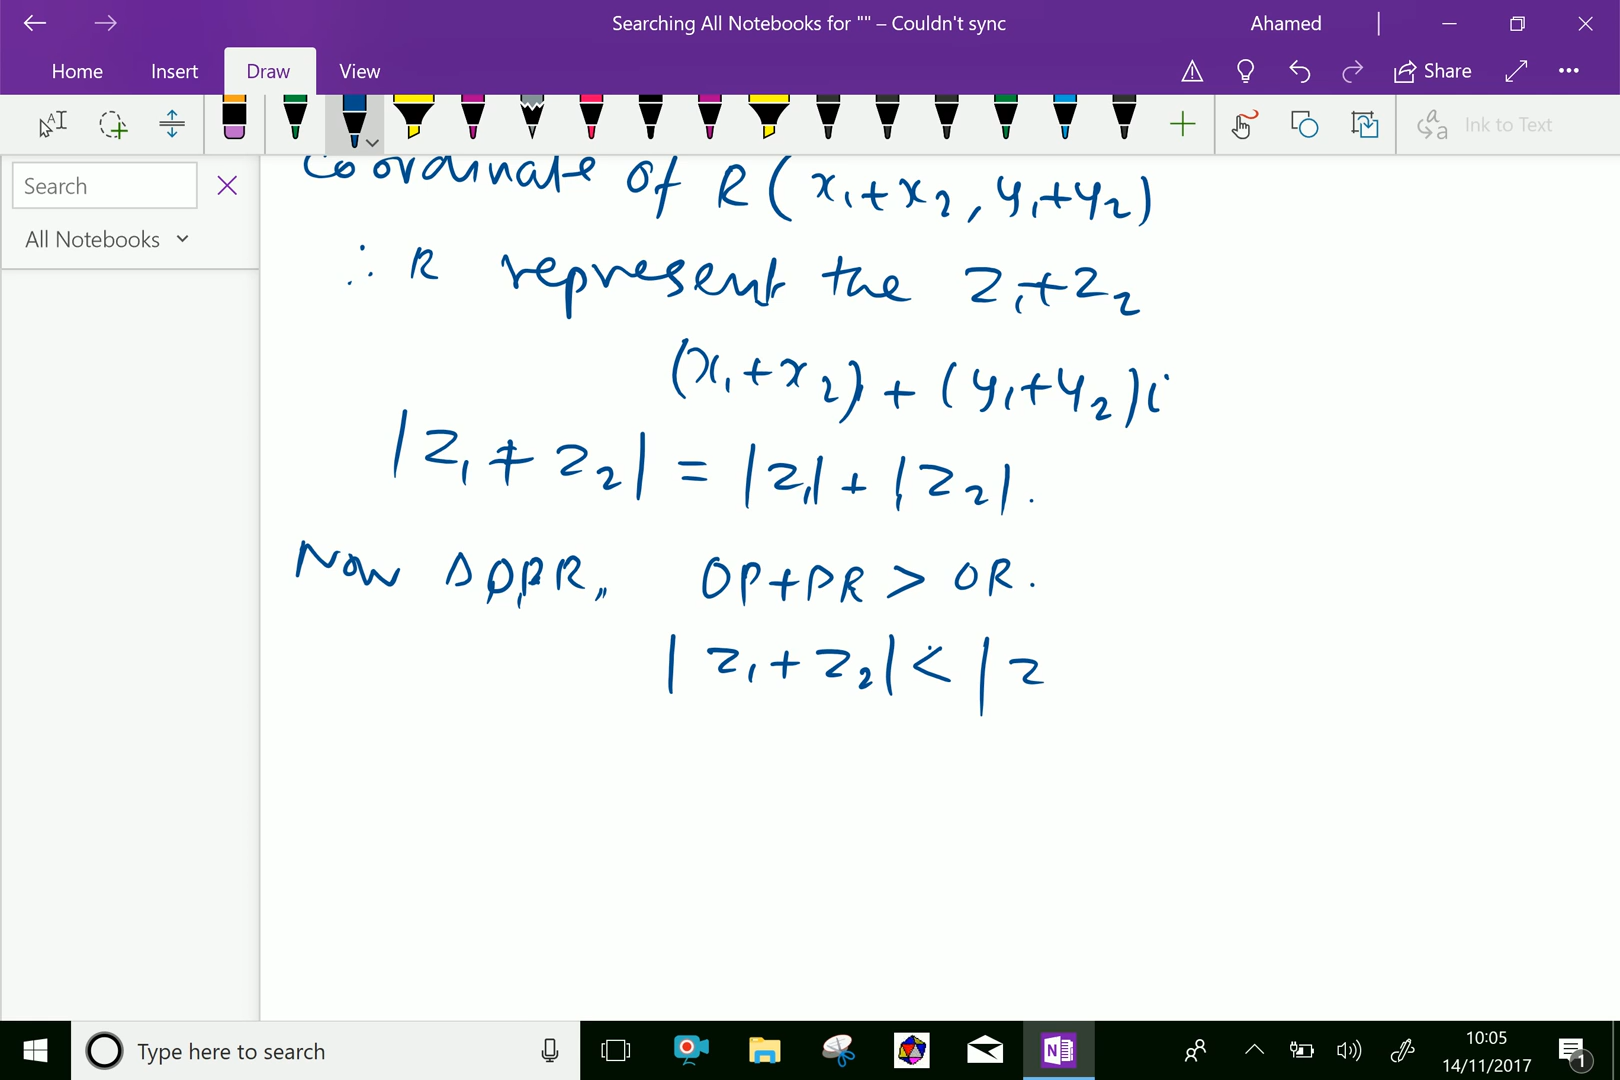 Searching All Notebooks for "" – Couldn't sync
Ahamed
Home Insert Draw View
Share
Ink to Text
Search
All Notebooks
Coordinate of R (x₁+x₂, y₁+y₂)
∴ R represent the z₁+z₂
(x₁+x₂) + (y₁+y₂)i
|z₁ + z₂| = |z₁| + |z₂|.
Now Δ OPR,, OP+PR > OR.
|z₁ + z₂| < |z
Type here to search
10:05
14/11/2017
1